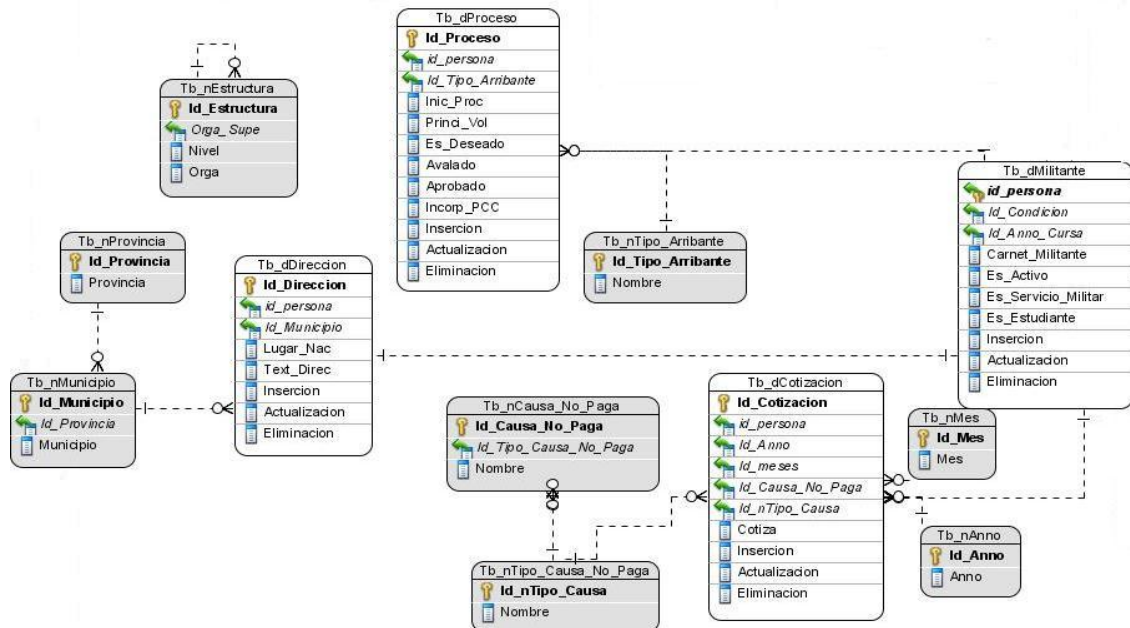 Tb_dProceso
Id_Proceso
id_persona
Id_Tipo_Arribante
Inic_Proc
Princi_Vol
Es_Deseado
Avalado
Aprobado
Incorp_PCC
Insercion
Actualizacion
Eliminacion
Tb_nEstructura
Id_Estructura
Orga_Supe
Nivel
Orga
Tb_dMilitante
id_persona
Id_Condicion
Id_Anno_Cursa
Carnet_Militante
Es_Activo
Es_Servicio_Militar
Es_Estudiante
Insercion
Actualizacion
Eliminacion
Tb_nProvincia
Id_Provincia
Provincia
Tb_nTipo_Arribante
Id_Tipo_Arribante
Nombre
Tb_dDireccion
Id_Direccion
id_persona
Id_Municipio
Lugar_Nac
Text_Direc
Insercion
Actualizacion
Eliminacion
Tb_nMunicipio
Id_Municipio
Id_Provincia
Municipio
Tb_dCotizacion
Id_Cotizacion
id_persona
Id_Anno
Id_meses
Id_Causa_No_Paga
Id_nTipo_Causa
Cotiza
Insercion
Actualizacion
Eliminacion
Tb_nCausa_No_Paga
Id_Causa_No_Paga
Id_Tipo_Causa_No_Paga
Nombre
Tb_nMes
Id_Mes
Mes
Tb_nAnno
Id_Anno
Anno
Tb_nTipo_Causa_No_Paga
Id_nTipo_Causa
Nombre